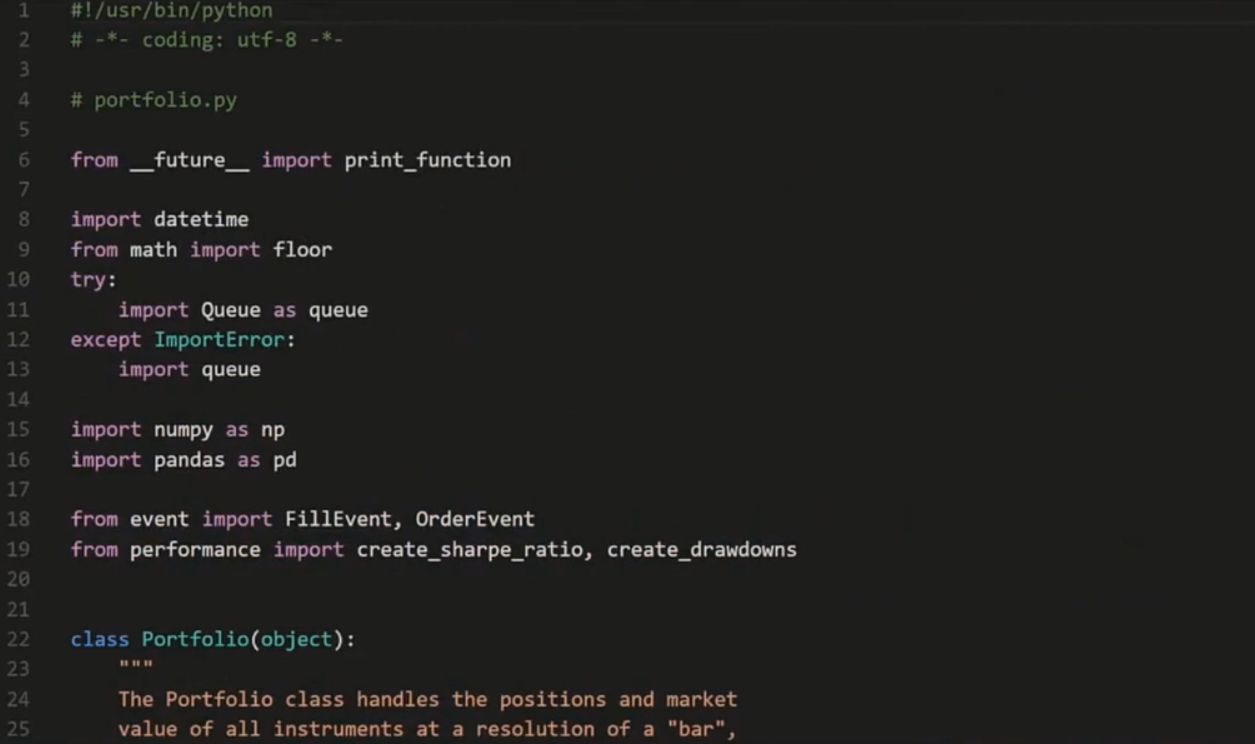 1 #!/usr/bin/python
2 # -*- coding: utf-8 -*-
3
4 # portfolio.py
5
6 from __future__ import print_function
7
8 import datetime
9 from math import floor
10 try:
11     import Queue as queue
12 except ImportError:
13     import queue
14
15 import numpy as np
16 import pandas as pd
17
18 from event import FillEvent, OrderEvent
19 from performance import create_sharpe_ratio, create_drawdowns
20
21
22 class Portfolio(object):
23     """
24     The Portfolio class handles the positions and market
25     value of all instruments at a resolution of a "bar",